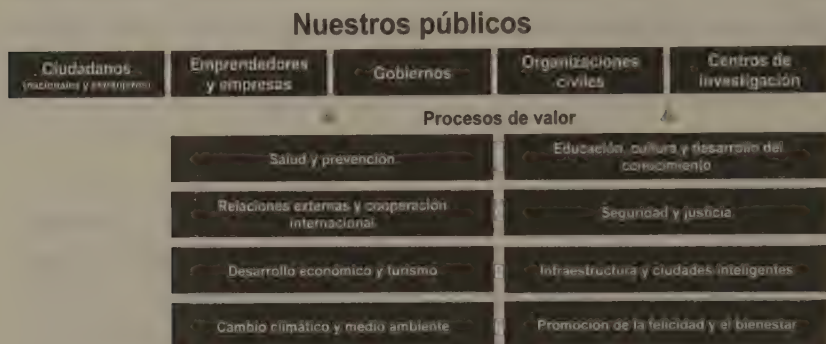 Nuestros públicos
Ciudadanos
(nacionales y extranjeros)
Emprendedores
y empresas
Gobiernos
Organizaciones
civiles
Centros de
investigación
Procesos de valor
Salud y prevención
Educación, cultura y desarrollo del
conocimiento
Relaciones externas y cooperación
internacional
Seguridad y justicia
Desarrollo económico y turismo
Infraestructura y ciudades inteligentes
Cambio climático y medio ambiente
Promoción de la felicidad y el bienestar